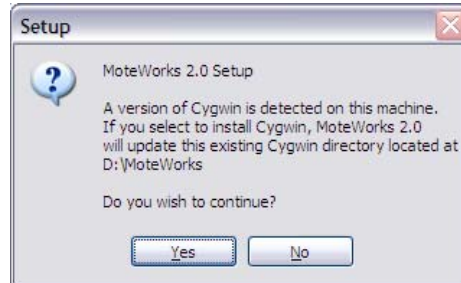 Setup
MoteWorks 2.0 Setup
A version of Cygwin is detected on this machine.
If you select to install Cygwin, MoteWorks 2.0
will update this existing Cygwin directory located at
D:\MoteWorks
Do you wish to continue?
Yes
No